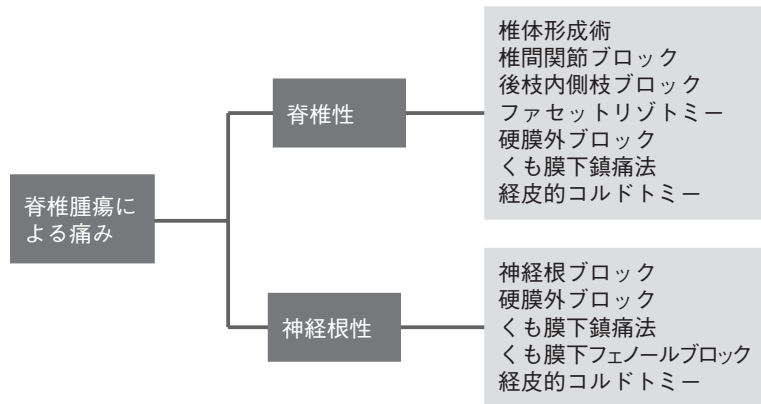 脊椎腫瘍に
よる痛み
脊椎性
椎体形成術
椎間関節ブロック
後枝内側枝ブロック
ファセットリゾトミー
硬膜外ブロック
くも膜下鎮痛法
経皮的コルドトミー
神経根性
神経根ブロック
硬膜外ブロック
くも膜下鎮痛法
くも膜下フェノールブロック
経皮的コルドトミー